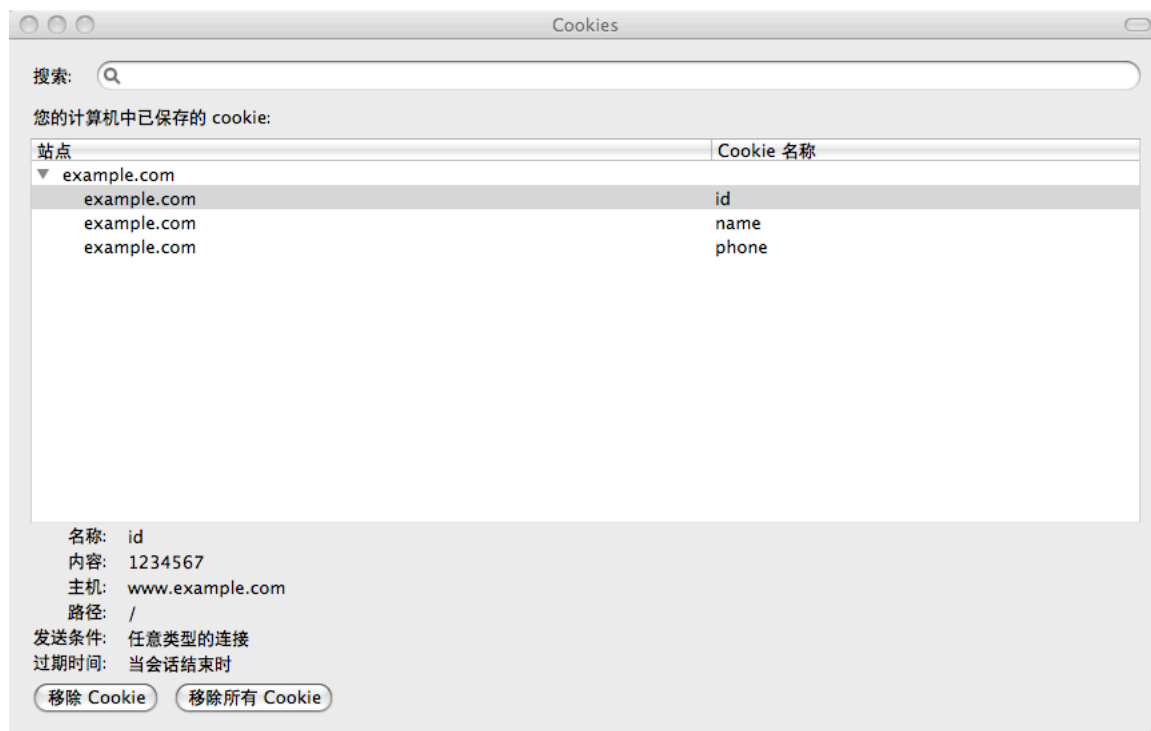 Cookies
搜索:
您的计算机中已保存的 cookie:
站点 Cookie 名称
example.com
example.com id
example.com name
example.com phone
名称: id
内容: 1234567
主机: www.example.com
路径: /
发送条件: 任意类型的连接
过期时间: 当会话结束时
移除 Cookie 移除所有 Cookie